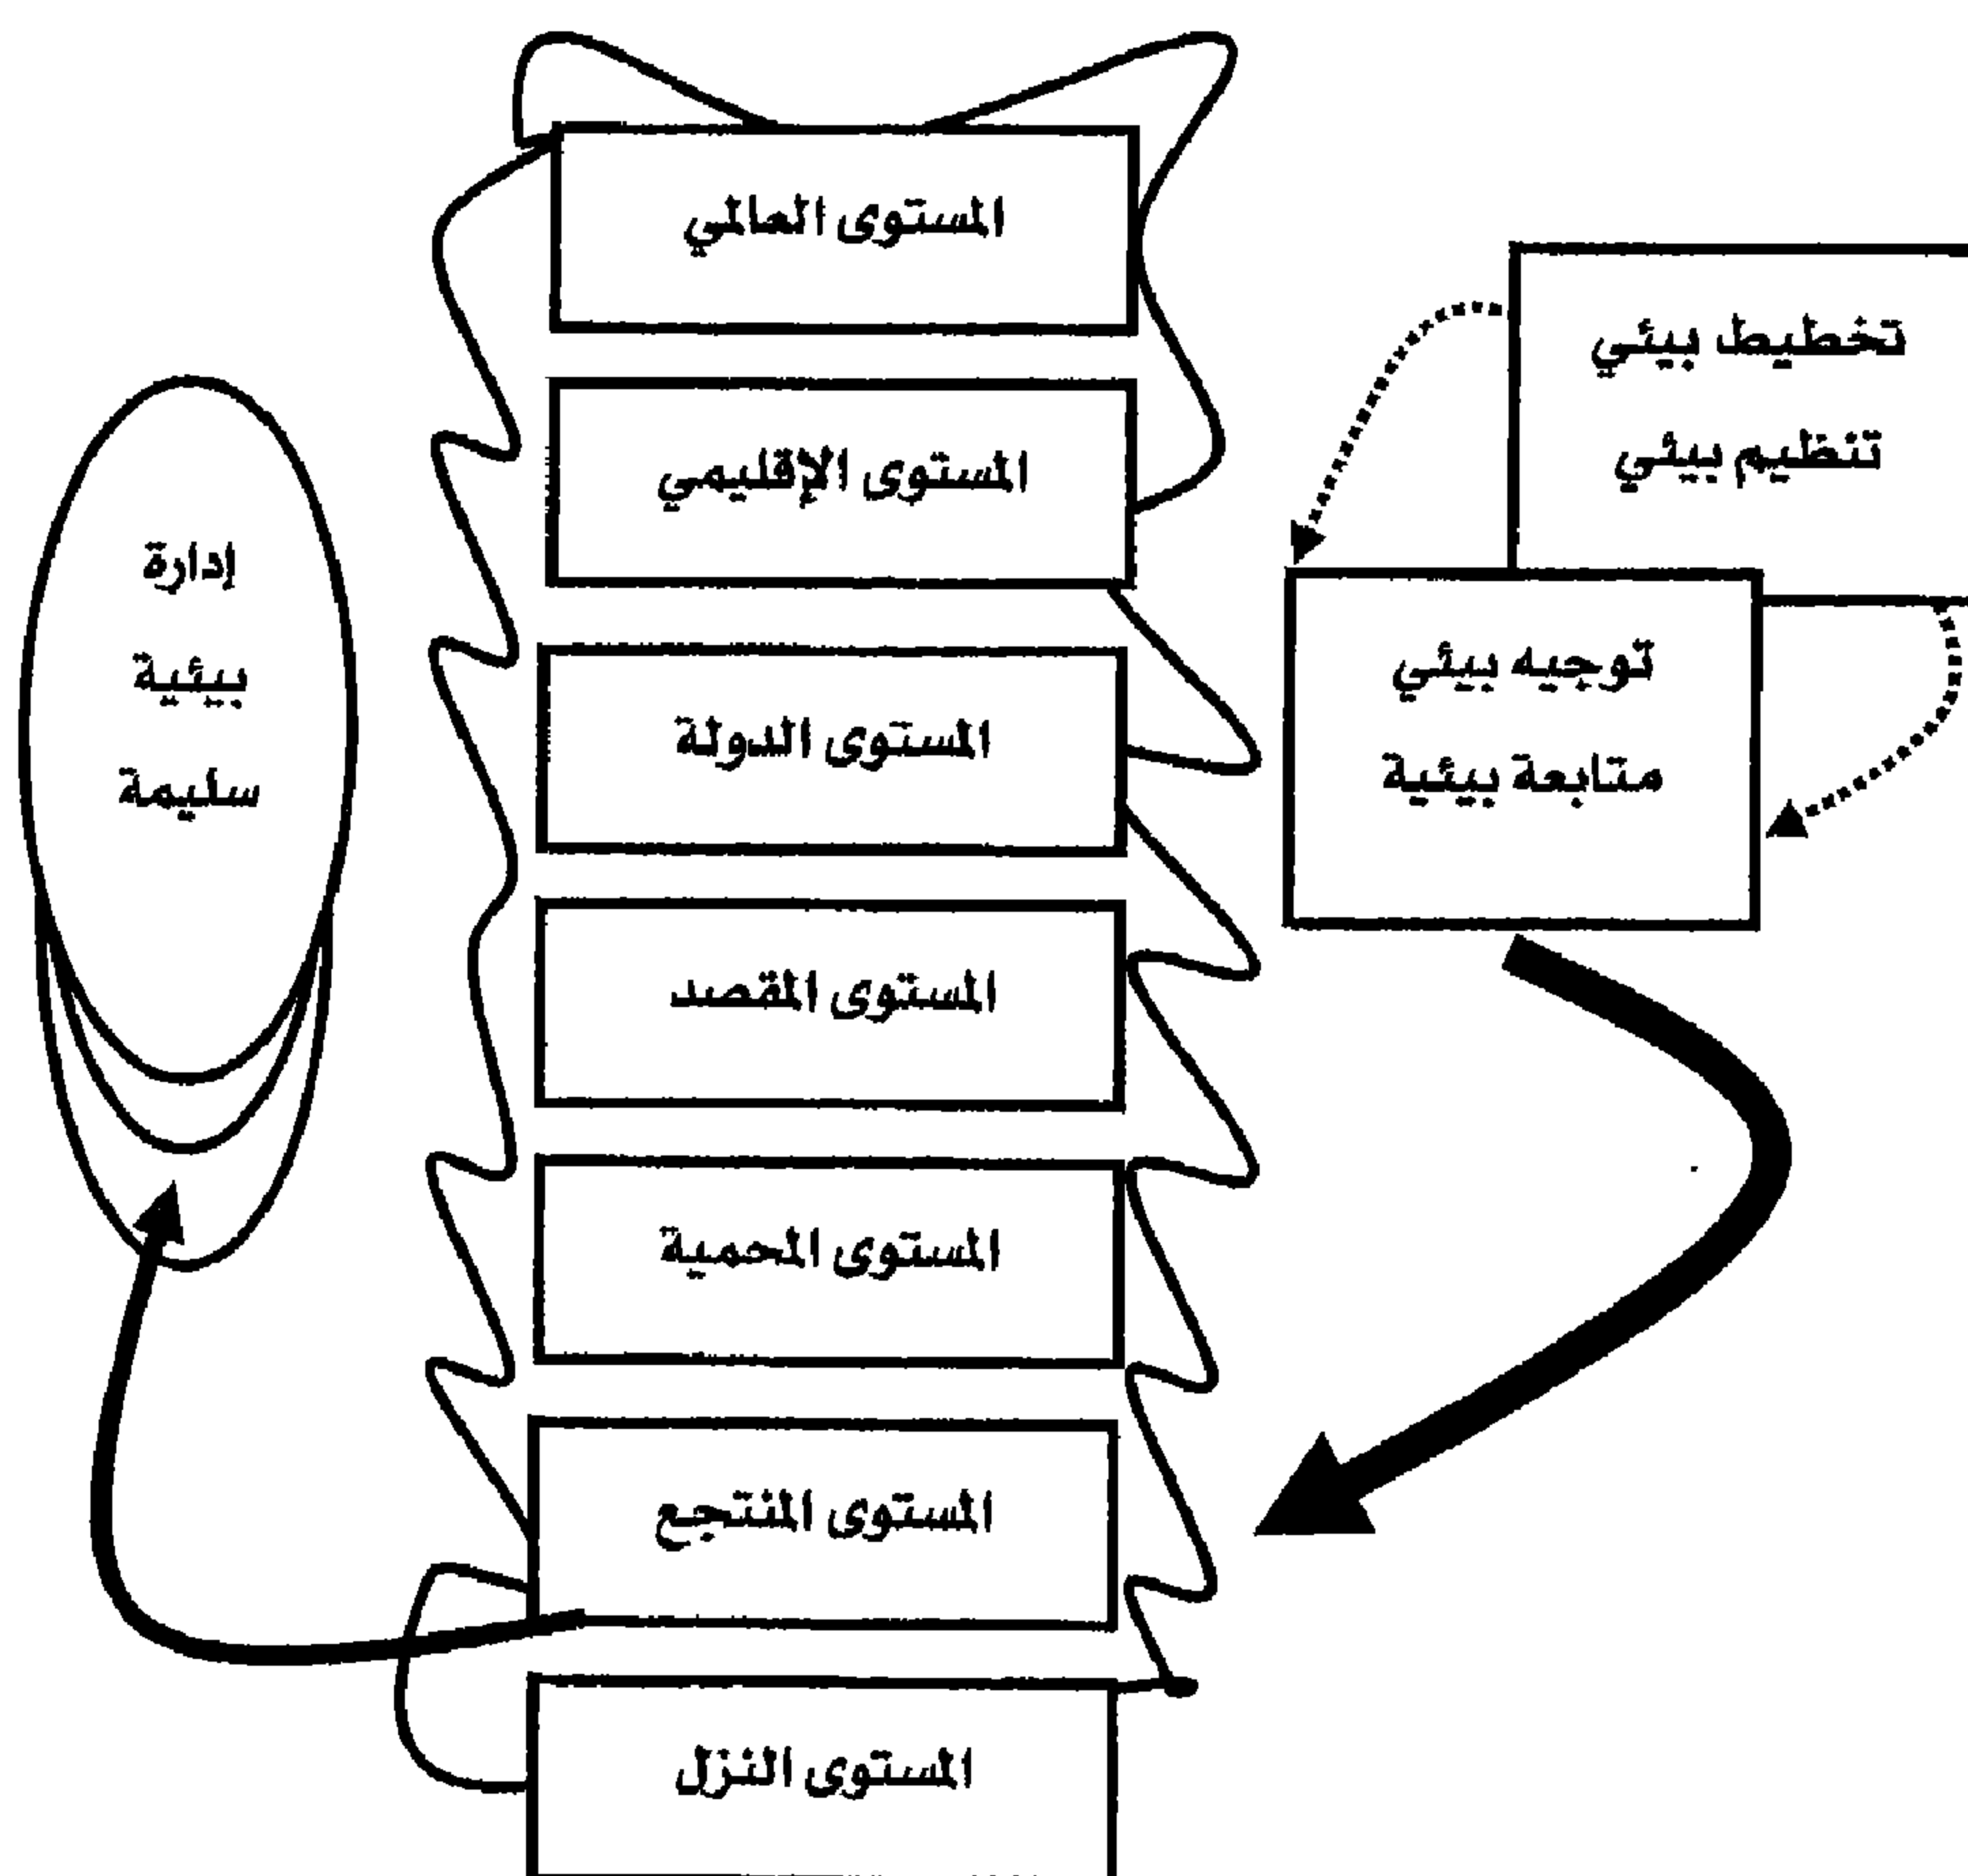 تخطيط بيئي
تنظيم بيئي
توجيه بيئي
متابعة بيئية
المستوى العالمي
المستوى الإقليمي
المستوى الدولة
المستوى المقصد
المستوى المحمية
المستوى المنتجع
المستوى النزل
إدارة
بيئية
سليمة